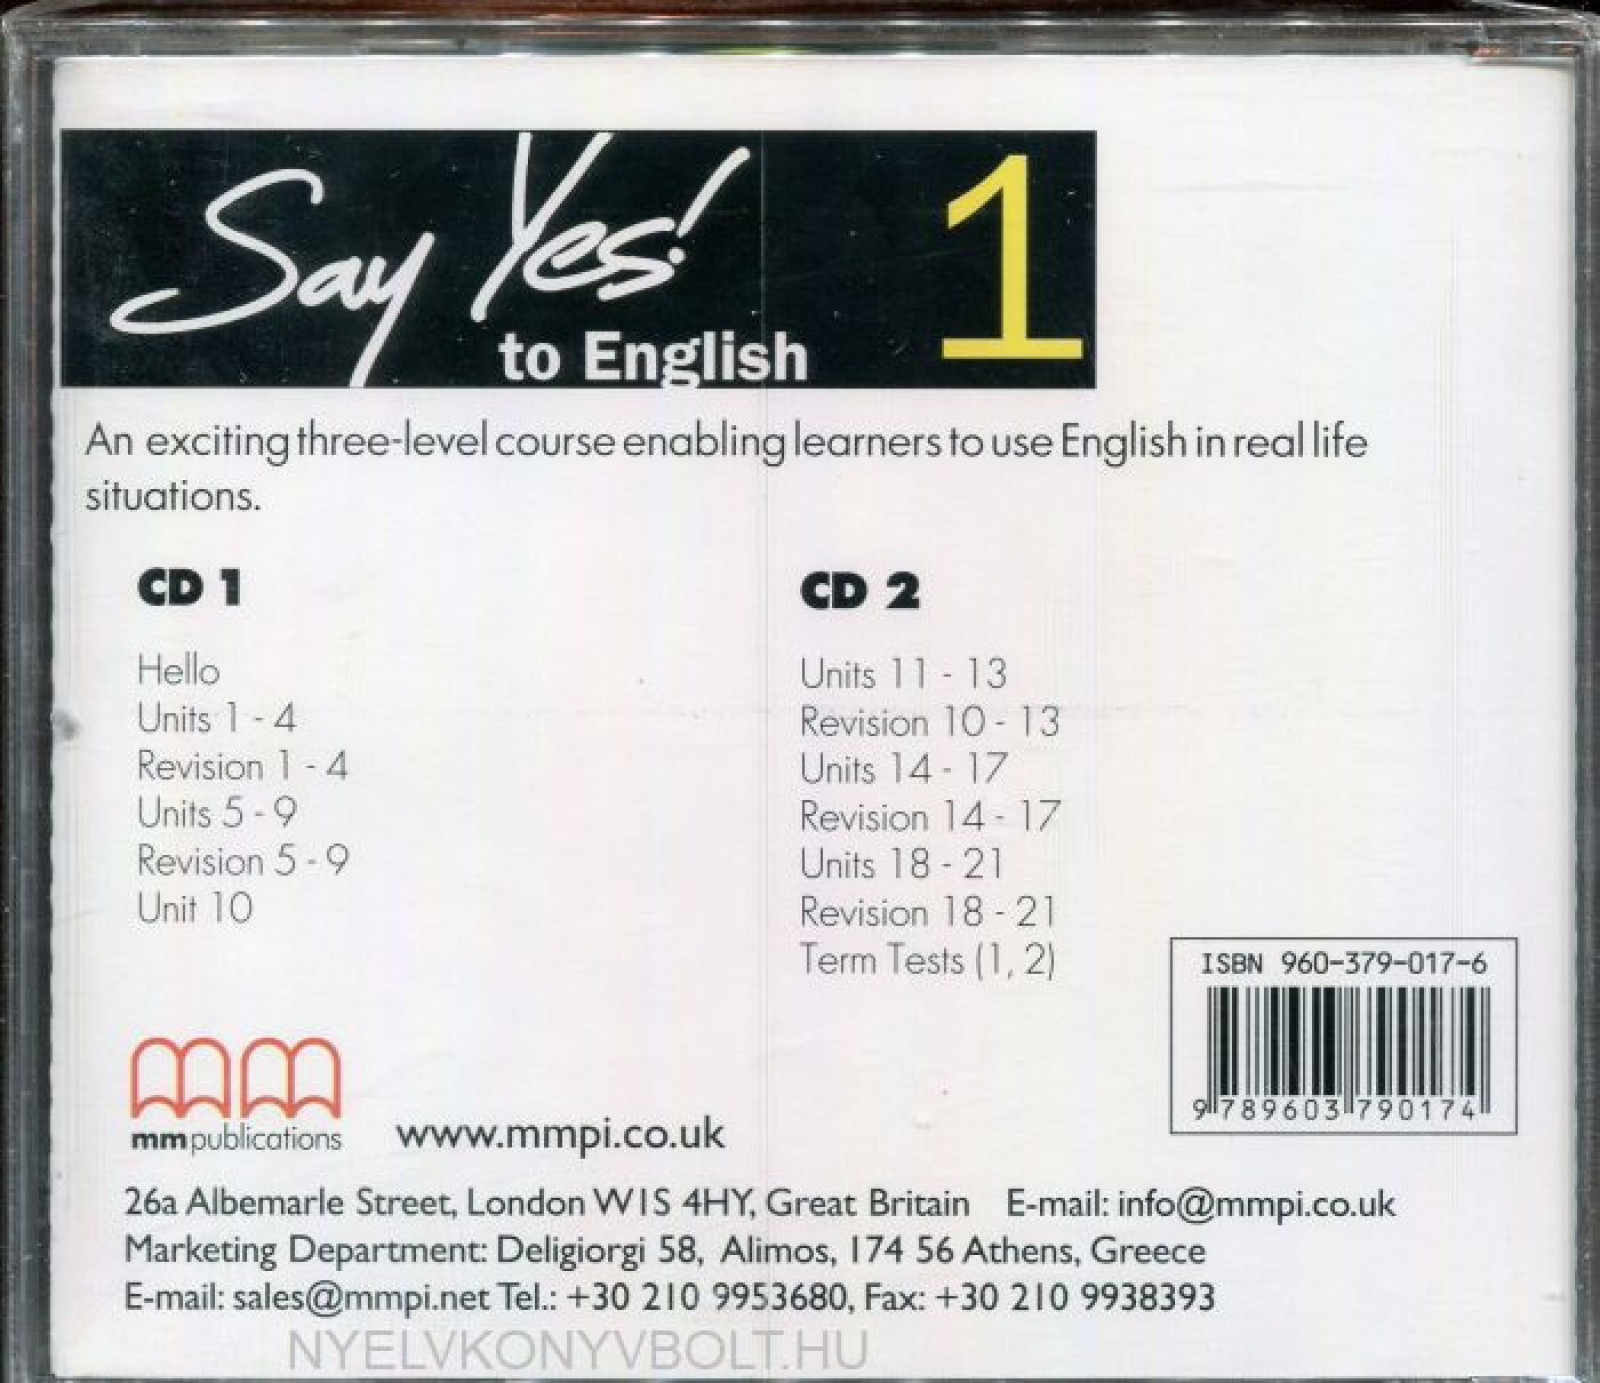 Say Yes!
to English
1
An exciting three-level course enabling learners to use English in real life
situations.
CD 1
Hello
Units 1 - 4
Revision 1 - 4
Units 5 - 9
Revision 5 - 9
Unit 10
CD 2
Units 11 - 13
Revision 10 - 13
Units 14 - 17
Revision 14 - 17
Units 18 - 21
Revision 18 - 21
Term Tests (1, 2)
ISBN 960-379-017-6
9 789603 790174
mmpublications
www.mmpi.co.uk
26a Albemarle Street, London W1S 4HY, Great Britain E-mail: info@mmpi.co.uk
Marketing Department: Deligiorgi 58, Alimos, 174 56 Athens, Greece
E-mail: sales@mmpi.net Tel.: +30 210 9953680, Fax: +30 210 9938393
NYELVKONYVBOLT.HU